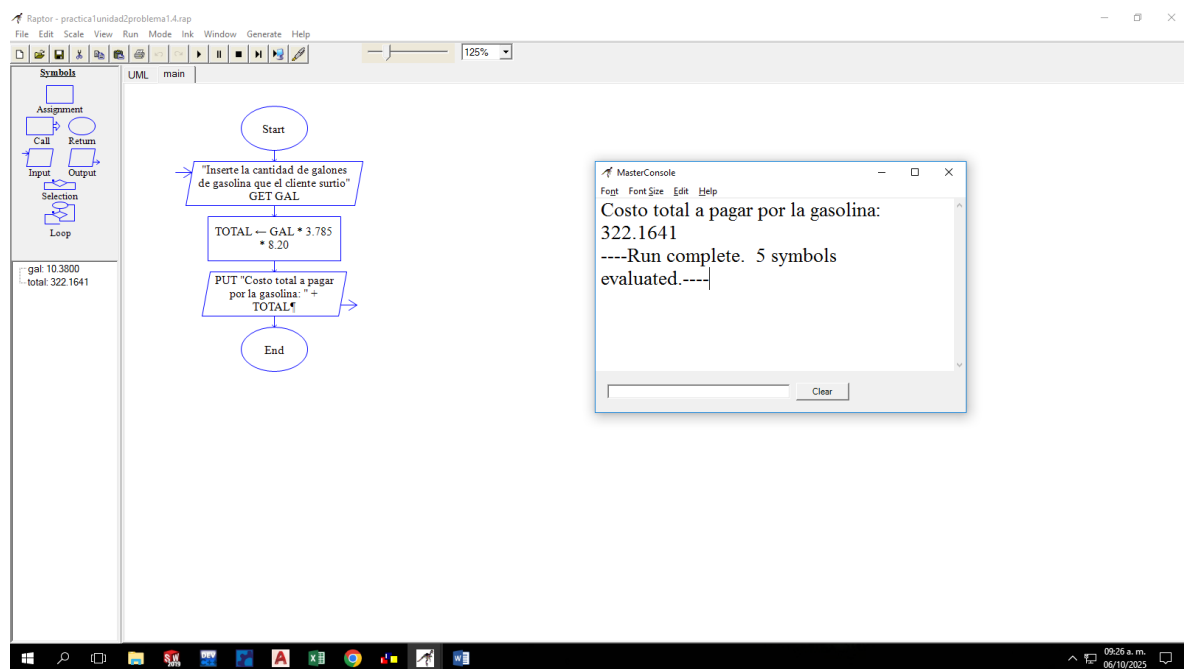 Raptor - practica1unidad2problema1.4.rap
File Edit Scale View Run Mode Ink Window Generate Help
125%
Symbols
Assignment
Call Return
Input Output
Selection
Loop
gal: 10.3800
total: 322.1641
UML main
Start
"Inserte la cantidad de galones
de gasolina que el cliente surtio"
GET GAL
TOTAL ← GAL * 3.785
* 8.20
PUT "Costo total a pagar
por la gasolina: " +
TOTAL¶
End
MasterConsole
Font Font Size Edit Help
Costo total a pagar por la gasolina:
322.1641
----Run complete. 5 symbols
evaluated.----
Clear
SW
2019
DEV
A
09:26 a. m.
06/10/2025